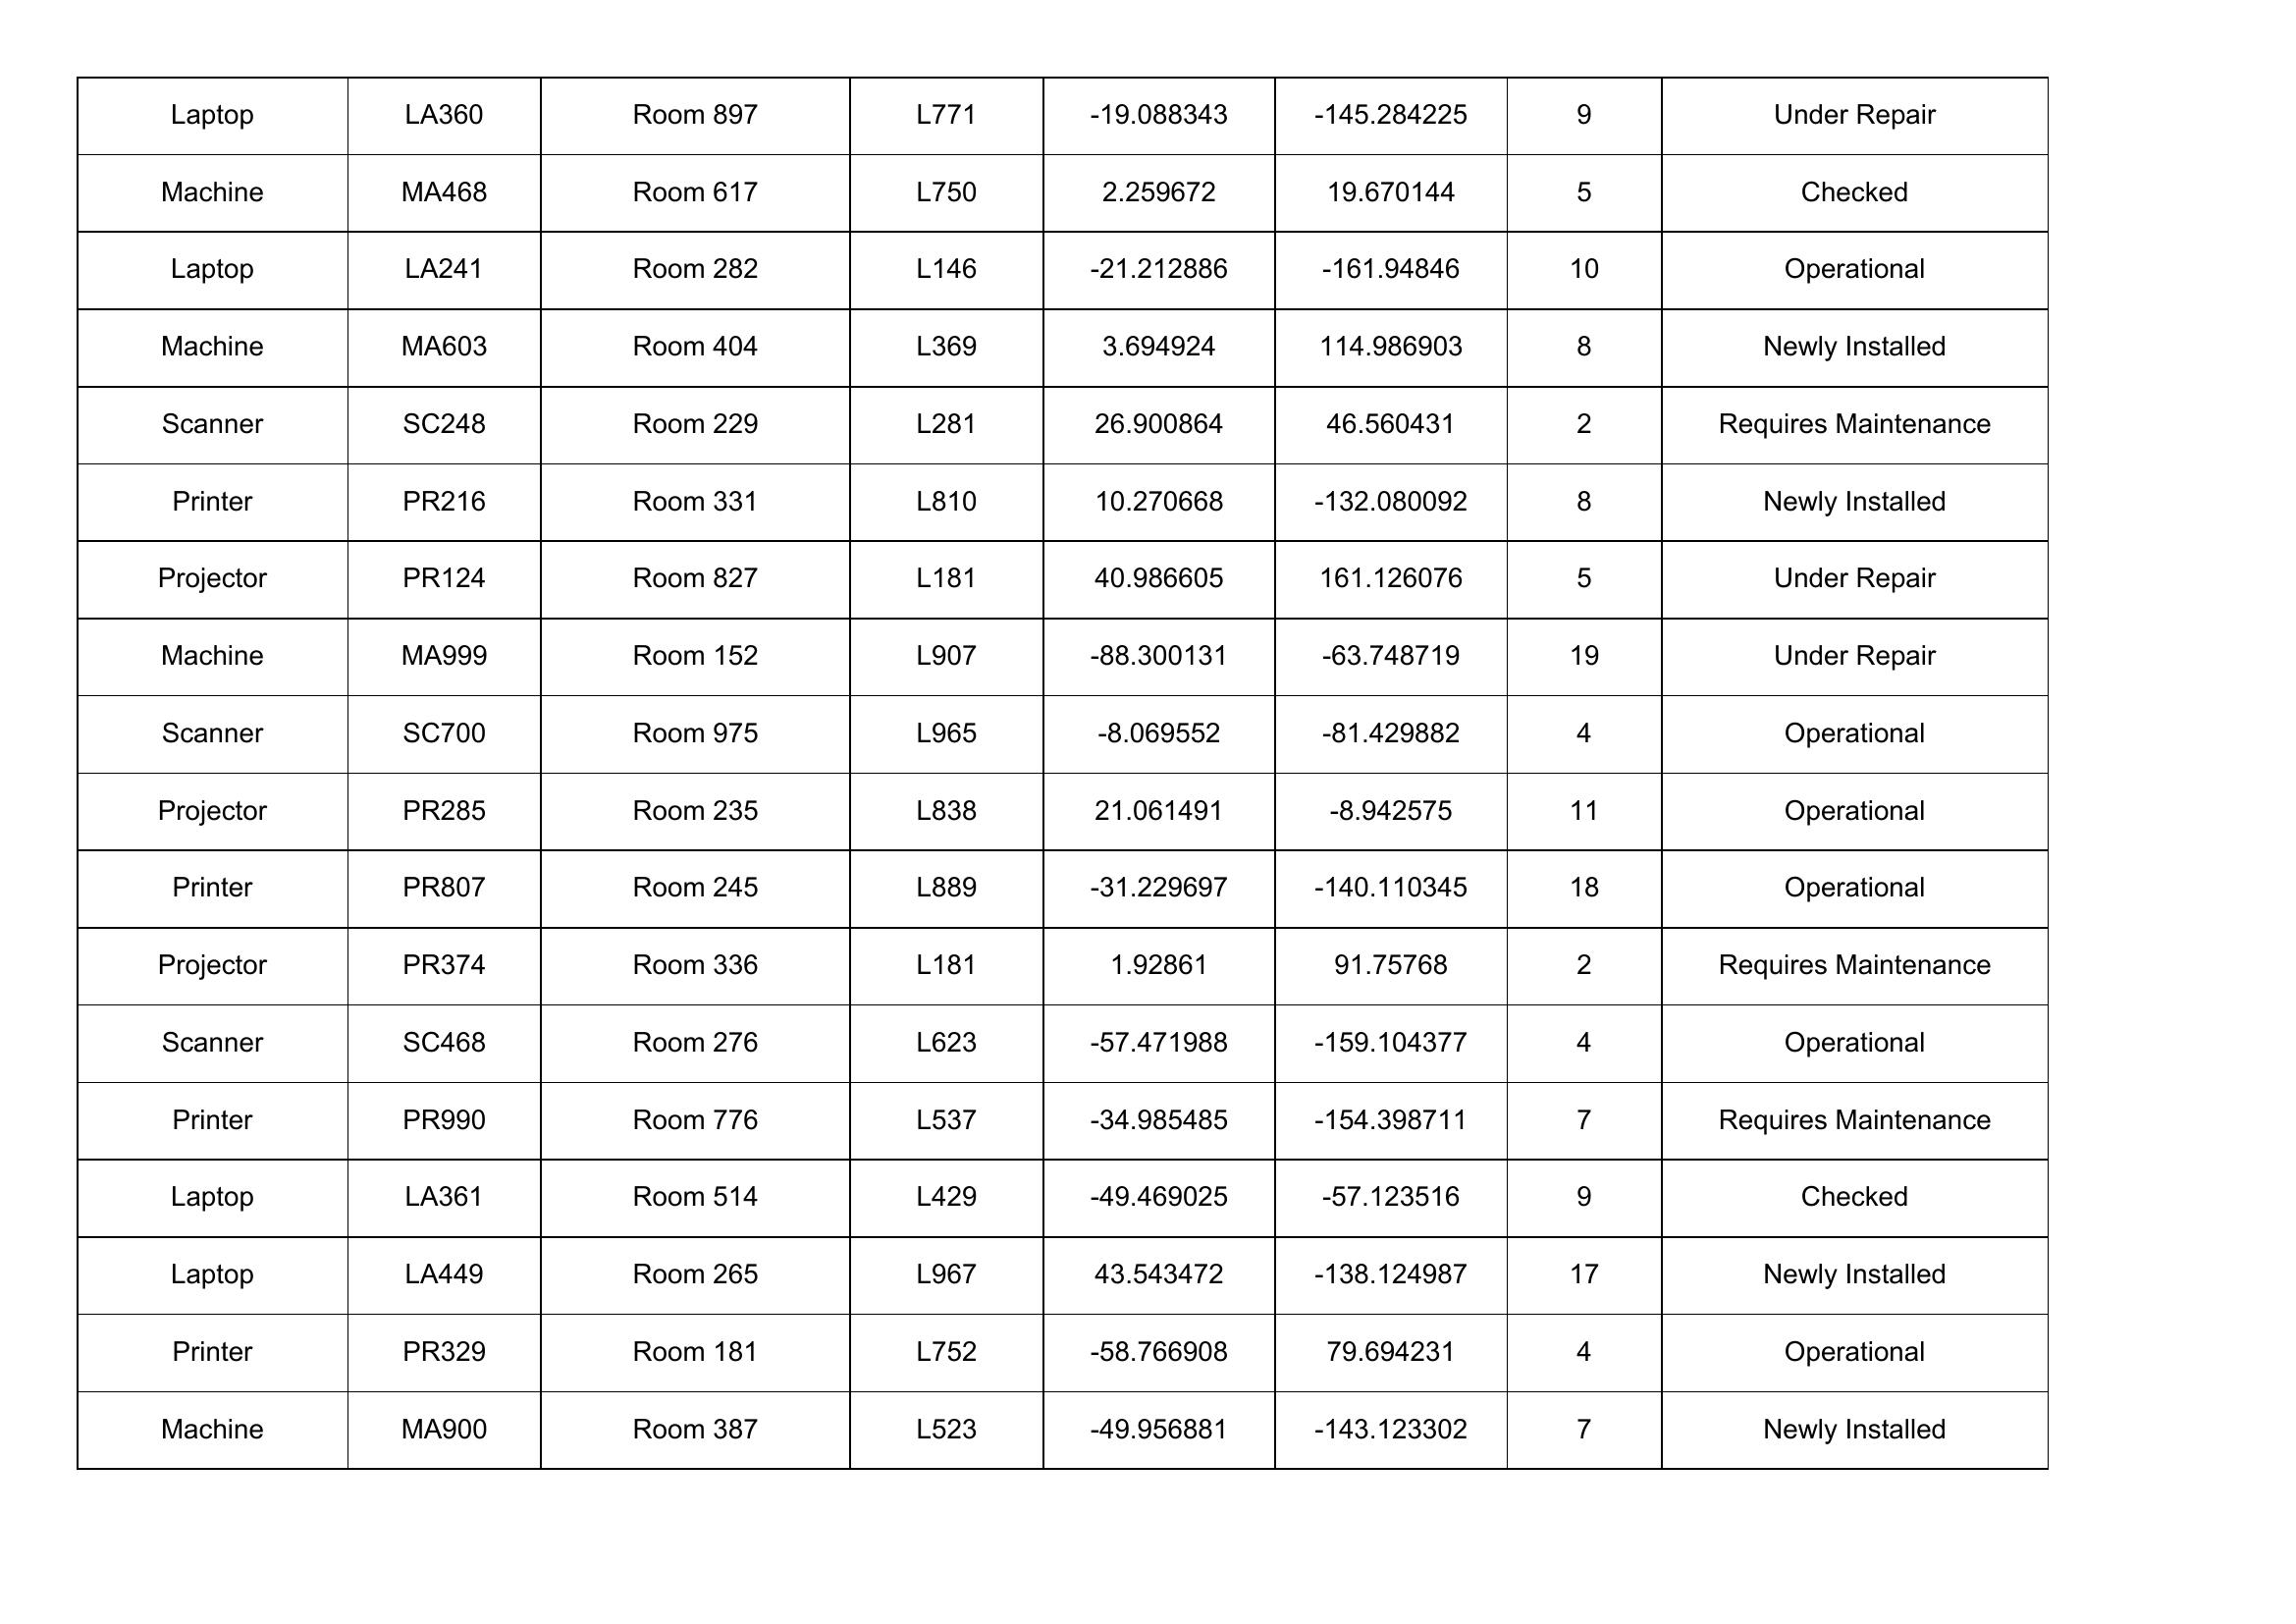 Laptop LA360 Room 897 L771 -19.088343 -145.284225 9 Under Repair
Machine MA468 Room 617 L750 2.259672 19.670144 5 Checked
Laptop LA241 Room 282 L146 -21.212886 -161.94846 10 Operational
Machine MA603 Room 404 L369 3.694924 114.986903 8 Newly Installed
Scanner SC248 Room 229 L281 26.900864 46.560431 2 Requires Maintenance
Printer PR216 Room 331 L810 10.270668 -132.080092 8 Newly Installed
Projector PR124 Room 827 L181 40.986605 161.126076 5 Under Repair
Machine MA999 Room 152 L907 -88.300131 -63.748719 19 Under Repair
Scanner SC700 Room 975 L965 -8.069552 -81.429882 4 Operational
Projector PR285 Room 235 L838 21.061491 -8.942575 11 Operational
Printer PR807 Room 245 L889 -31.229697 -140.110345 18 Operational
Projector PR374 Room 336 L181 1.92861 91.75768 2 Requires Maintenance
Scanner SC468 Room 276 L623 -57.471988 -159.104377 4 Operational
Printer PR990 Room 776 L537 -34.985485 -154.398711 7 Requires Maintenance
Laptop LA361 Room 514 L429 -49.469025 -57.123516 9 Checked
Laptop LA449 Room 265 L967 43.543472 -138.124987 17 Newly Installed
Printer PR329 Room 181 L752 -58.766908 79.694231 4 Operational
Machine MA900 Room 387 L523 -49.956881 -143.123302 7 Newly Installed